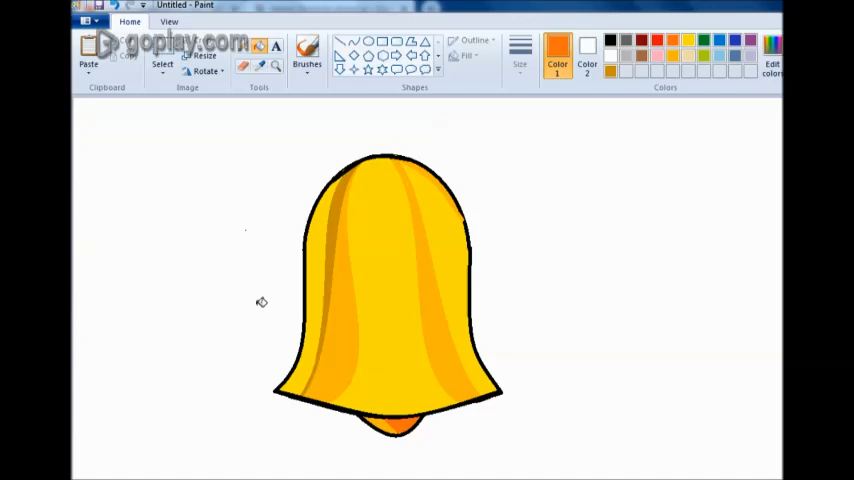 Untitled - Paint
Home
View
goplay.com
Paste
Copy
Clipboard
Select
Resize
Rotate
Image
A
Tools
Brushes
Outline
Fill
Shapes
Size
Color
1
Color
2
Colors
Edit
colors